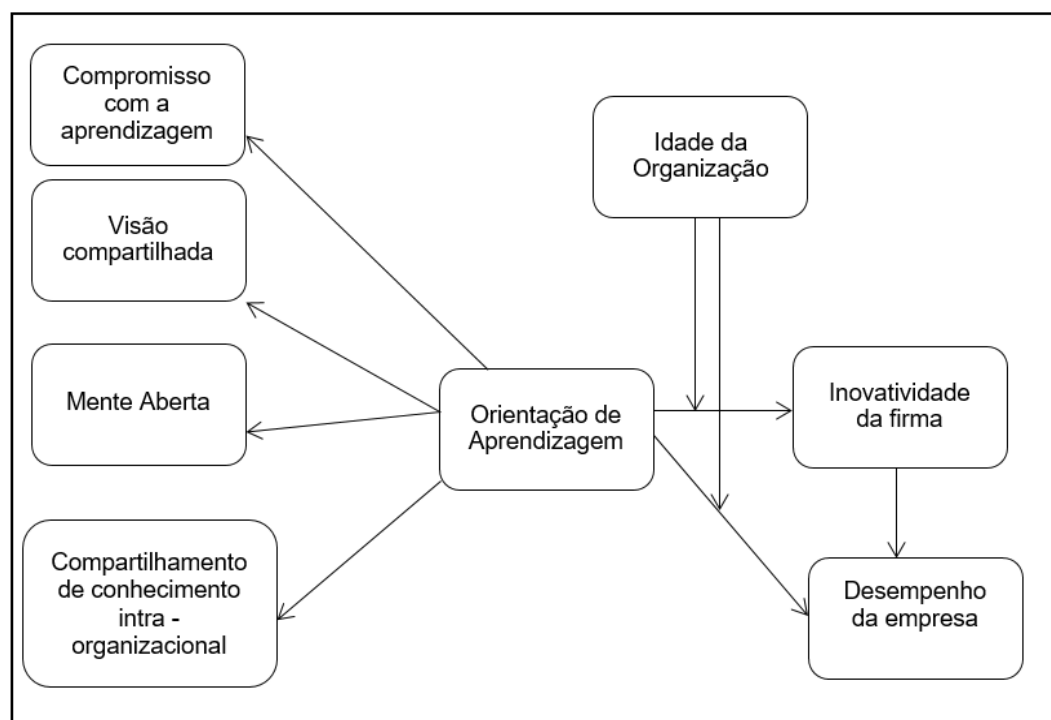 Compromisso
com a
aprendizagem
Visão
compartilhada
Mente Aberta
Compartilhamento
de conhecimento
intra -
organizacional
Orientação de
Aprendizagem
Idade da
Organização
Inovatividade
da firma
Desempenho
da empresa